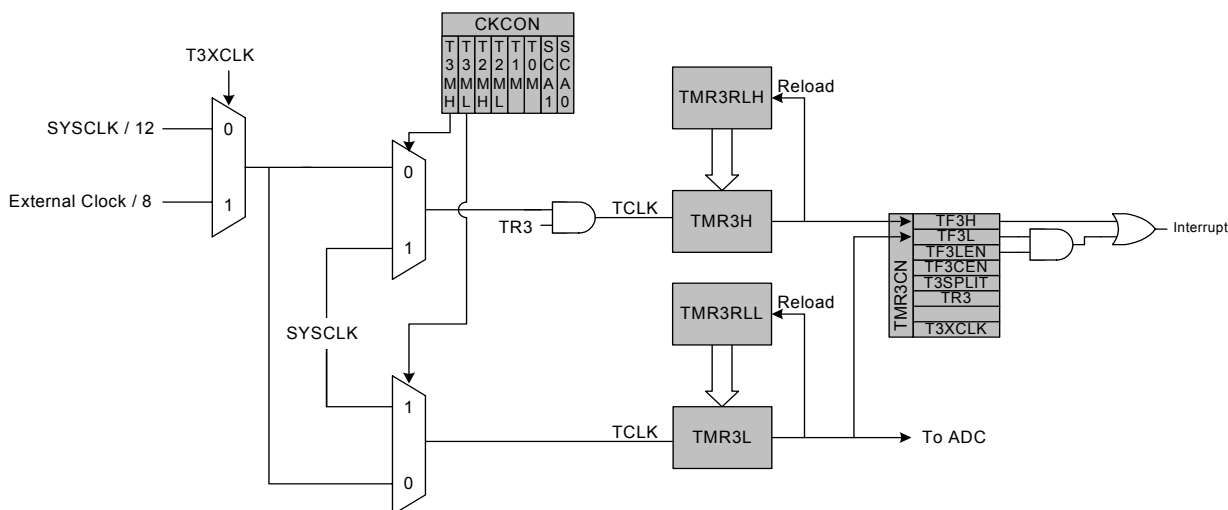 CKCON
T3MH
T3ML
T2MH
T2ML
T1M
T0M
SCA1
SCA0
T3XCLK
SYSCLK / 12
0
External Clock / 8
1
0
1
TR3
TCLK
TMR3RLH
Reload
TMR3H
SYSCLK
1
0
TCLK
TMR3RLL
Reload
TMR3L
To ADC
TMR3CN
TF3H
TF3L
TF3LEN
TF3CEN
T3SPLIT
TR3
T3XCLK
Interrupt